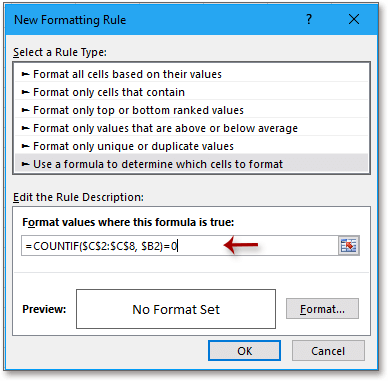 New Formatting Rule
?
Select a Rule Type:
► Format all cells based on their values
► Format only cells that contain
► Format only top or bottom ranked values
► Format only values that are above or below average
► Format only unique or duplicate values
► Use a formula to determine which cells to format
Edit the Rule Description:
Format values where this formula is true:
=COUNTIF($C$2:$C$8, $B2)=0
Preview:
No Format Set
Format...
OK
Cancel